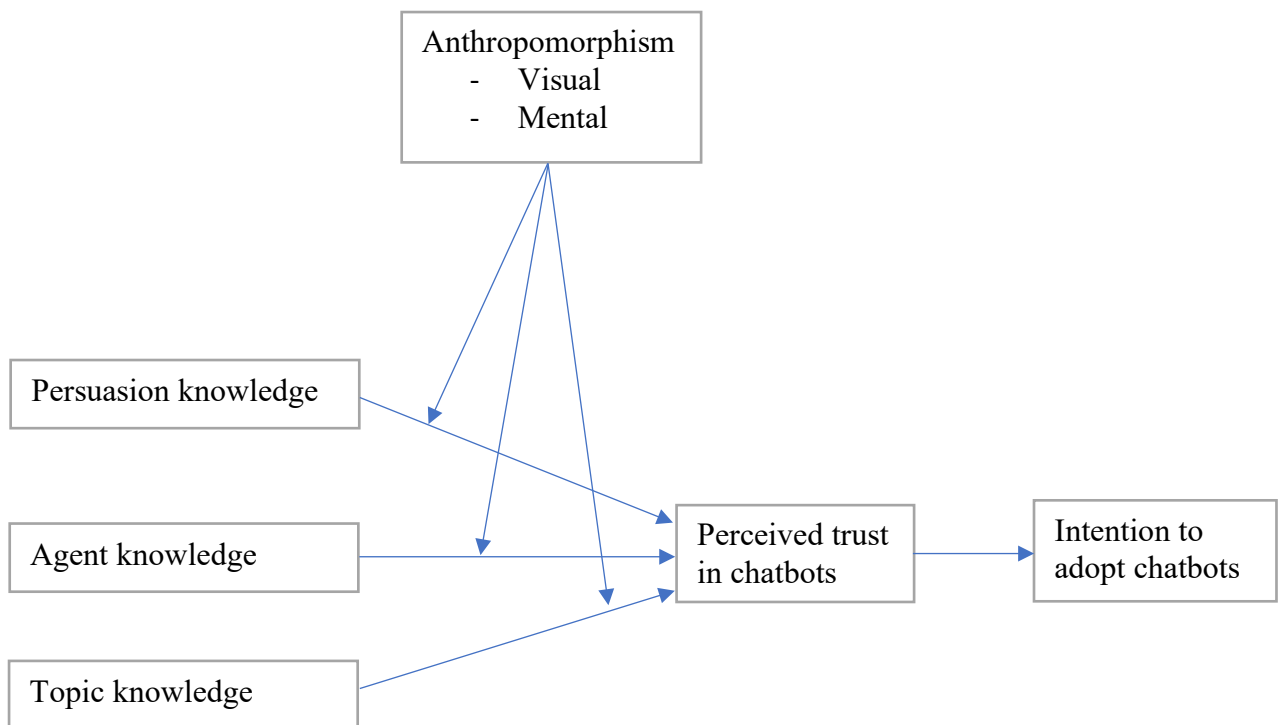 Anthropomorphism
- Visual
- Mental
Persuasion knowledge
Agent knowledge
Perceived trust
in chatbots
Intention to
adopt chatbots
Topic knowledge